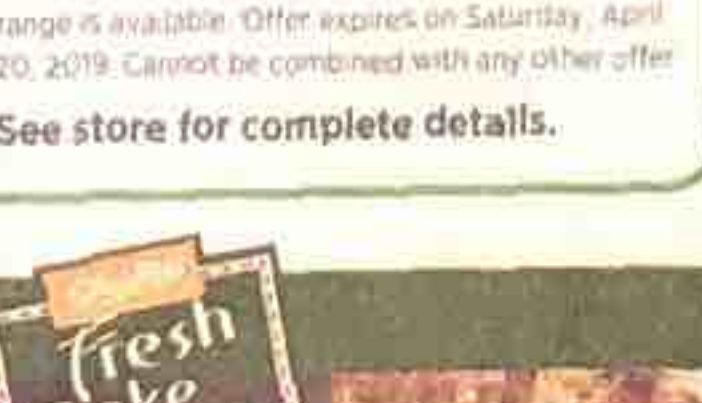 range is available. Offer expires on Saturday, April
20, 2019. Cannot be combined with any other offer
See store for complete details.
Fresh